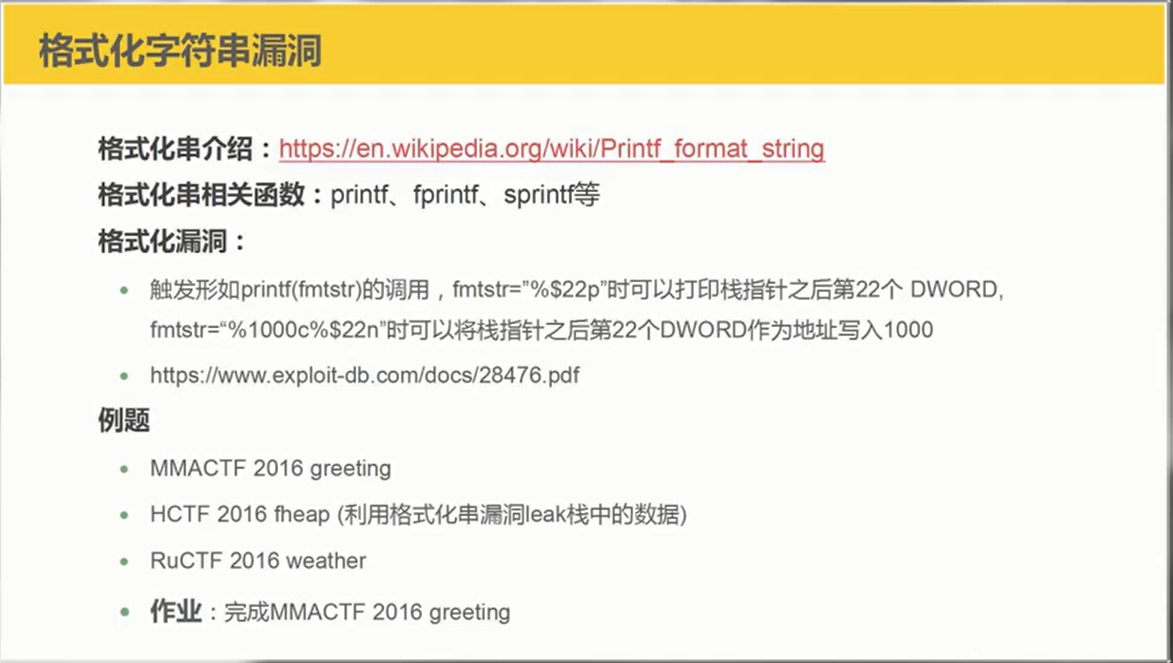 格式化字符串漏洞
格式化串介绍：https://en.wikipedia.org/wiki/Printf_format_string
格式化串相关函数：printf、fprintf、sprintf等
格式化漏洞：
• 触发形如printf(fmtstr)的调用，fmtstr=”%$22p”时可以打印栈指针之后第22个 DWORD,
fmtstr=“%1000c%$22n”时可以将栈指针之后第22个DWORD作为地址写入1000
• https://www.exploit-db.com/docs/28476.pdf
例题
• MMACTF 2016 greeting
• HCTF 2016 fheap (利用格式化串漏洞leak栈中的数据)
• RuCTF 2016 weather
• 作业：完成MMACTF 2016 greeting